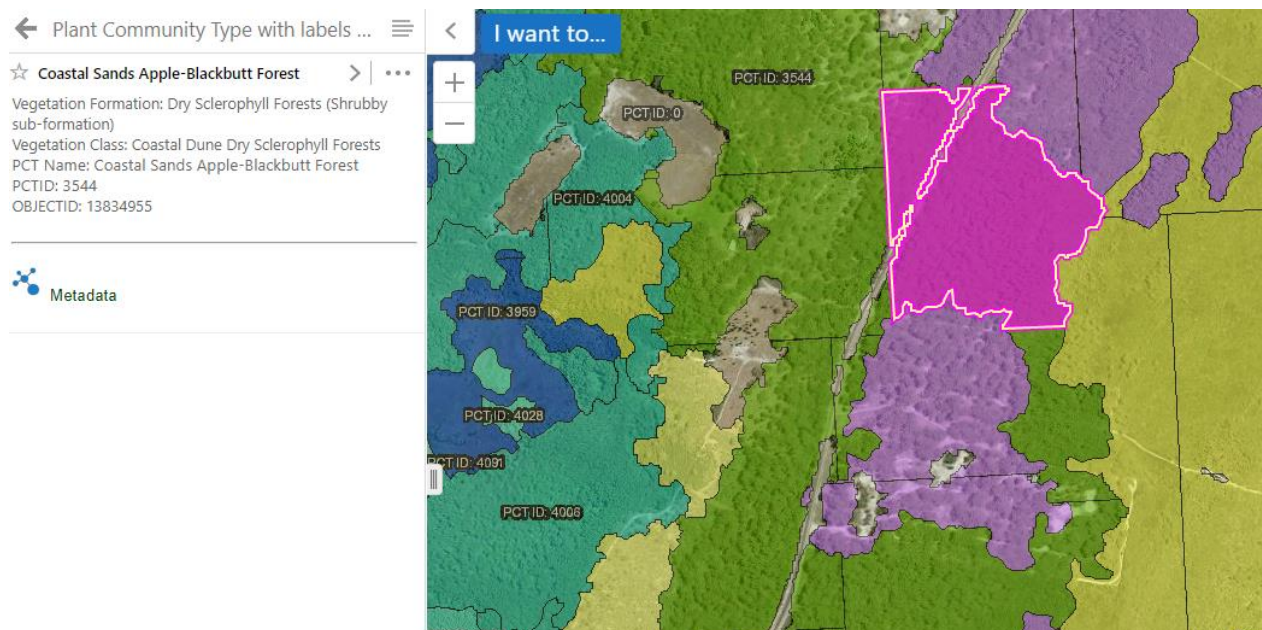 Plant Community Type with labels ...
Coastal Sands Apple-Blackbutt Forest
Vegetation Formation: Dry Sclerophyll Forests (Shrubby
sub-formation)
Vegetation Class: Coastal Dune Dry Sclerophyll Forests
PCT Name: Coastal Sands Apple-Blackbutt Forest
PCTID: 3544
OBJECTID: 13834955
Metadata
I want to...
PCT ID: 3544
PCT ID: 0
PCT ID: 4004
PCT ID: 3959
PCT ID: 4028
PCT ID: 4091
PCT ID: 4006